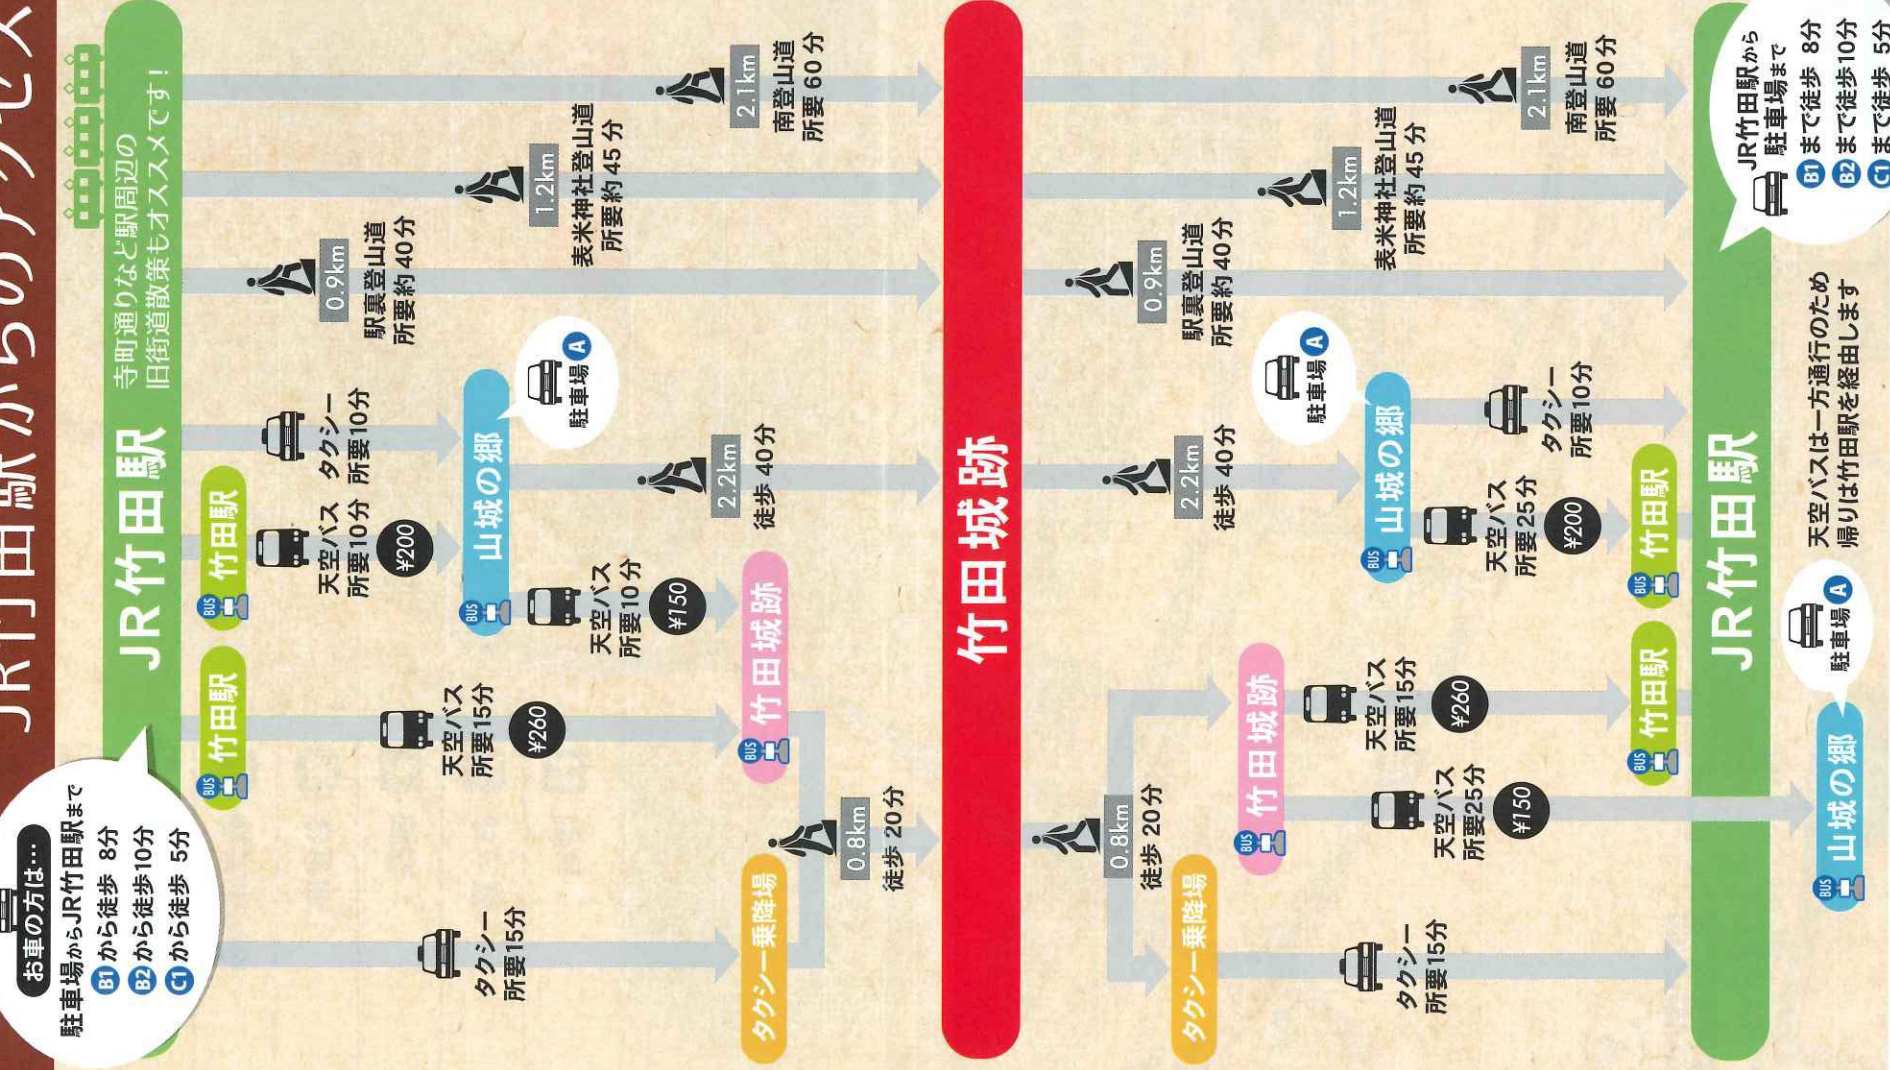 JR竹田駅からのアクセス
お車の方は…
駐車場からJR竹田駅まで
B1から徒歩 8分
B2から徒歩10分
C1から徒歩 5分
JR竹田駅
寺町通りなど駅周辺の
旧街道散策もオススメです！
BUS 竹田駅
BUS 竹田駅
タクシー
所要15分
天空バス
所要15分
¥260
天空バス
所要10分
¥200
タクシー
所要10分
BUS 山城の郷
駐車場 A
天空バス
所要10分
¥150
2.2km
徒歩 40分
0.9km
駅裏登山道
所要約40分
1.2km
表米神社登山道
所要約45分
2.1km
南登山道
所要60分
タクシー乗降場
BUS 竹田城跡
0.8km
徒歩 20分
竹田城跡
0.8km
徒歩 20分
タクシー乗降場
BUS 竹田城跡
タクシー
所要15分
天空バス
所要25分
¥150
天空バス
所要15分
¥260
2.2km
徒歩 40分
BUS 山城の郷
駐車場 A
天空バス
所要25分
¥200
タクシー
所要10分
0.9km
駅裏登山道
所要約40分
1.2km
表米神社登山道
所要約45分
2.1km
南登山道
所要60分
BUS 竹田駅
BUS 竹田駅
JR竹田駅
BUS 山城の郷
駐車場 A
天空バスは一方通行のため
帰りは竹田駅を経由します
JR竹田駅から
駐車場まで
B1まで徒歩 8分
B2まで徒歩10分
C1まで徒歩 5分